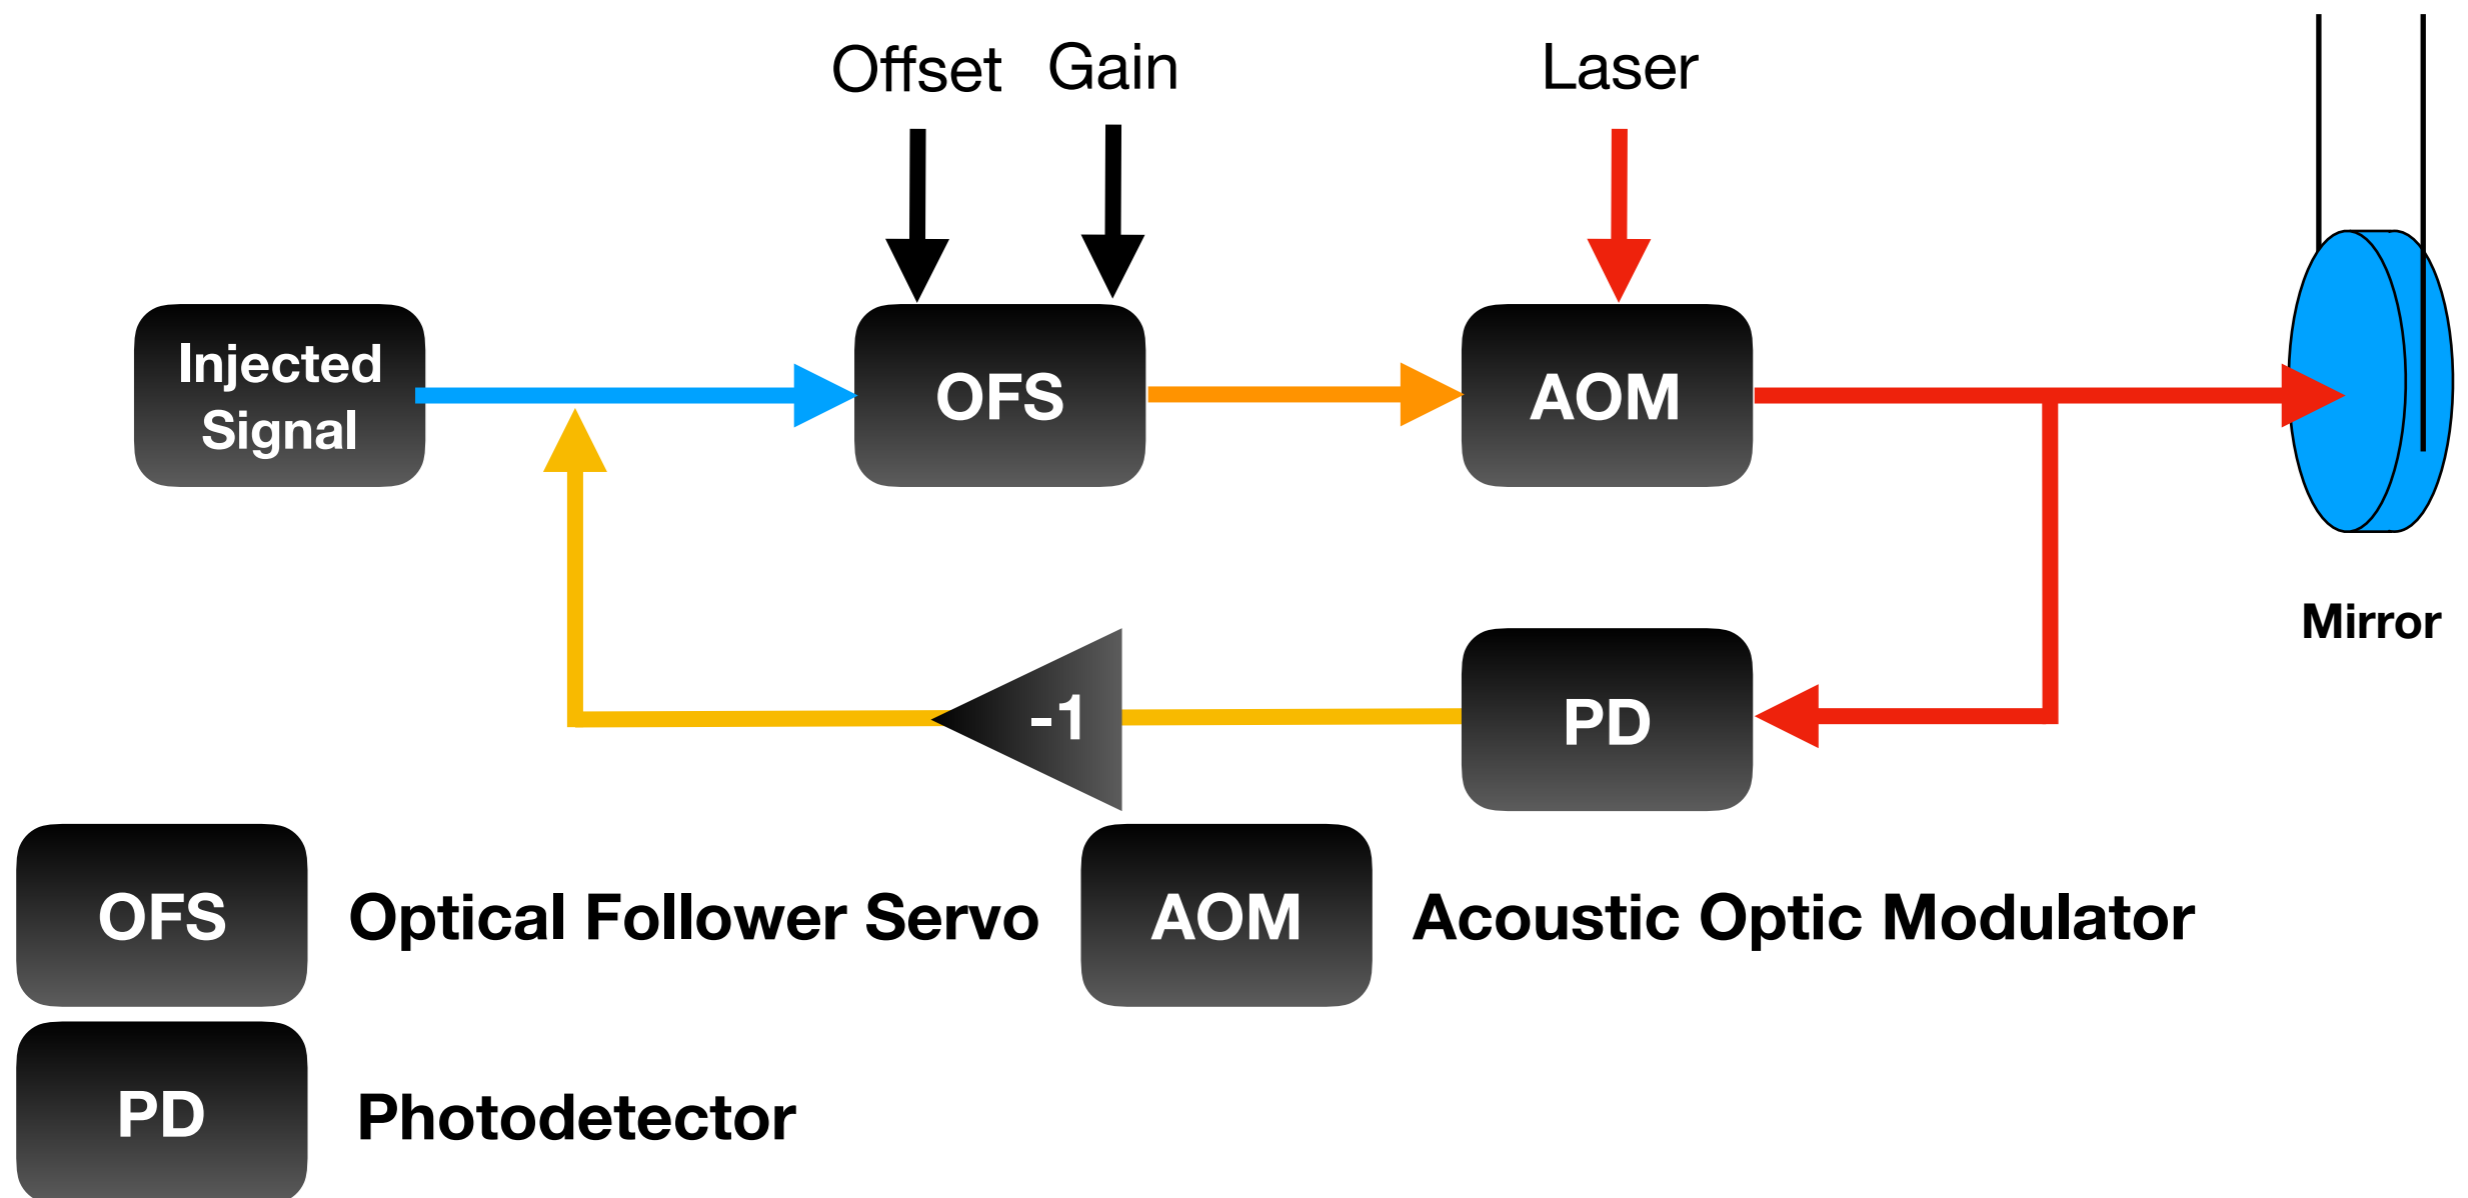 Offset Gain Laser
Injected
Signal
OFS
AOM
Mirror
-1
PD
OFS Optical Follower Servo
AOM Acoustic Optic Modulator
PD Photodetector